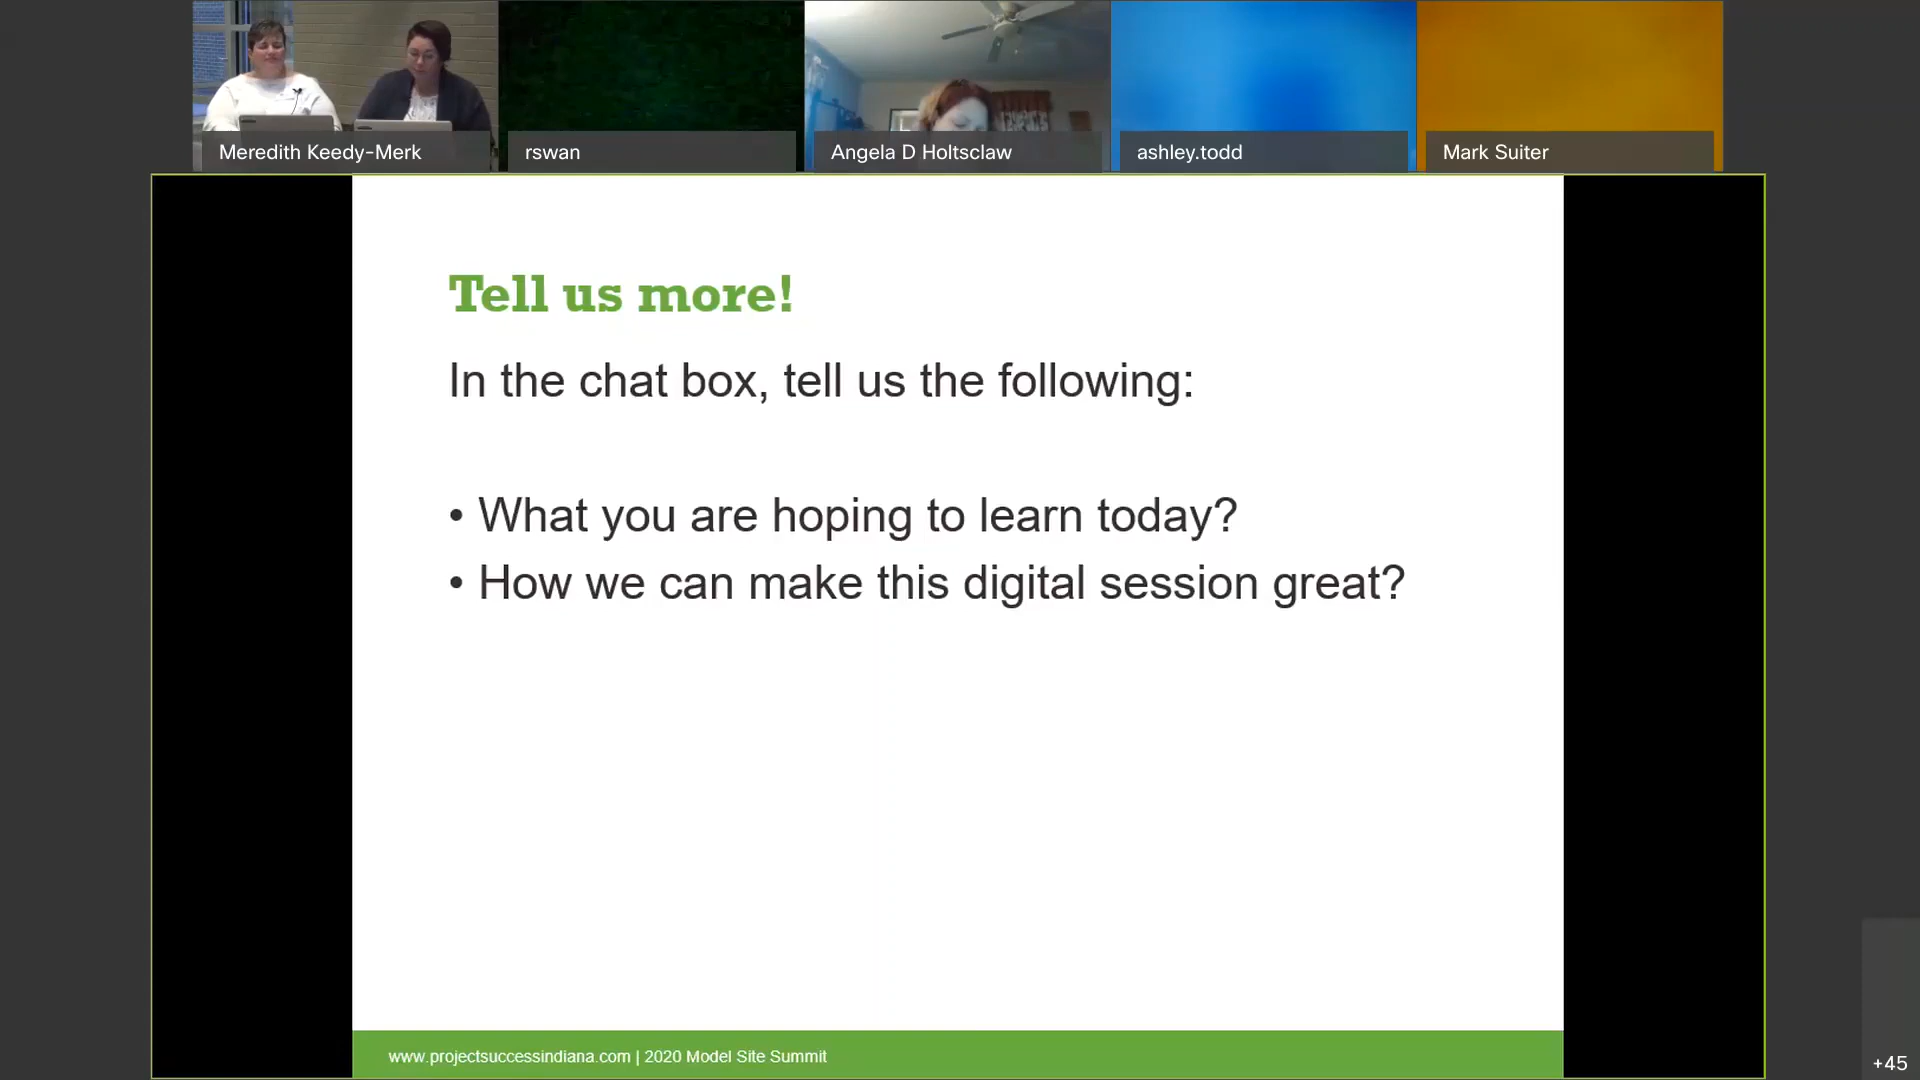 Meredith Keedy-Merk
rswan
Angela D Holtsclaw
ashley.todd
Mark Suiter
Tell us more!
In the chat box, tell us the following:
• What you are hoping to learn today?
• How we can make this digital session great?
www.projectsuccessindiana.com | 2020 Model Site Summit
+45